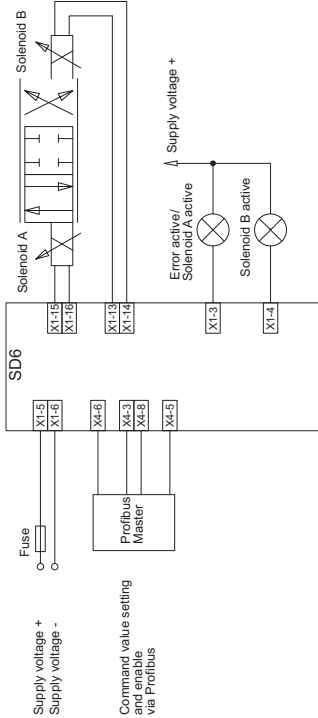 Supply voltage +
Supply voltage -
Fuse
Command value setting
and enable
via Profibus
Profibus
Master
X1-5
X1-6
X4-6
X4-3
X4-8
X4-5
SD6
X1-15
X1-16
X1-13
X1-14
X1-3
X1-4
Solenoid A
Solenoid B
Error active/
Solenoid A active
Solenoid B active
Supply voltage +